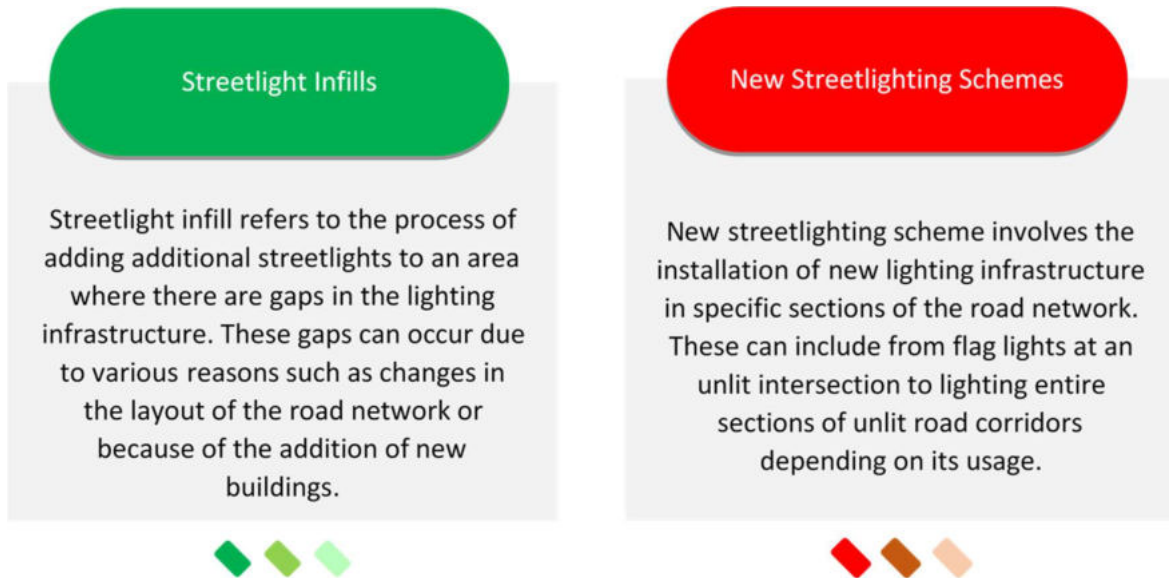 Streetlight Infills
Streetlight infill refers to the process of
adding additional streetlights to an area
where there are gaps in the lighting
infrastructure. These gaps can occur due
to various reasons such as changes in
the layout of the road network or
because of the addition of new
buildings.
New Streetlighting Schemes
New streetlighting scheme involves the
installation of new lighting infrastructure
in specific sections of the road network.
These can include from flag lights at an
unlit intersection to lighting entire
sections of unlit road corridors
depending on its usage.